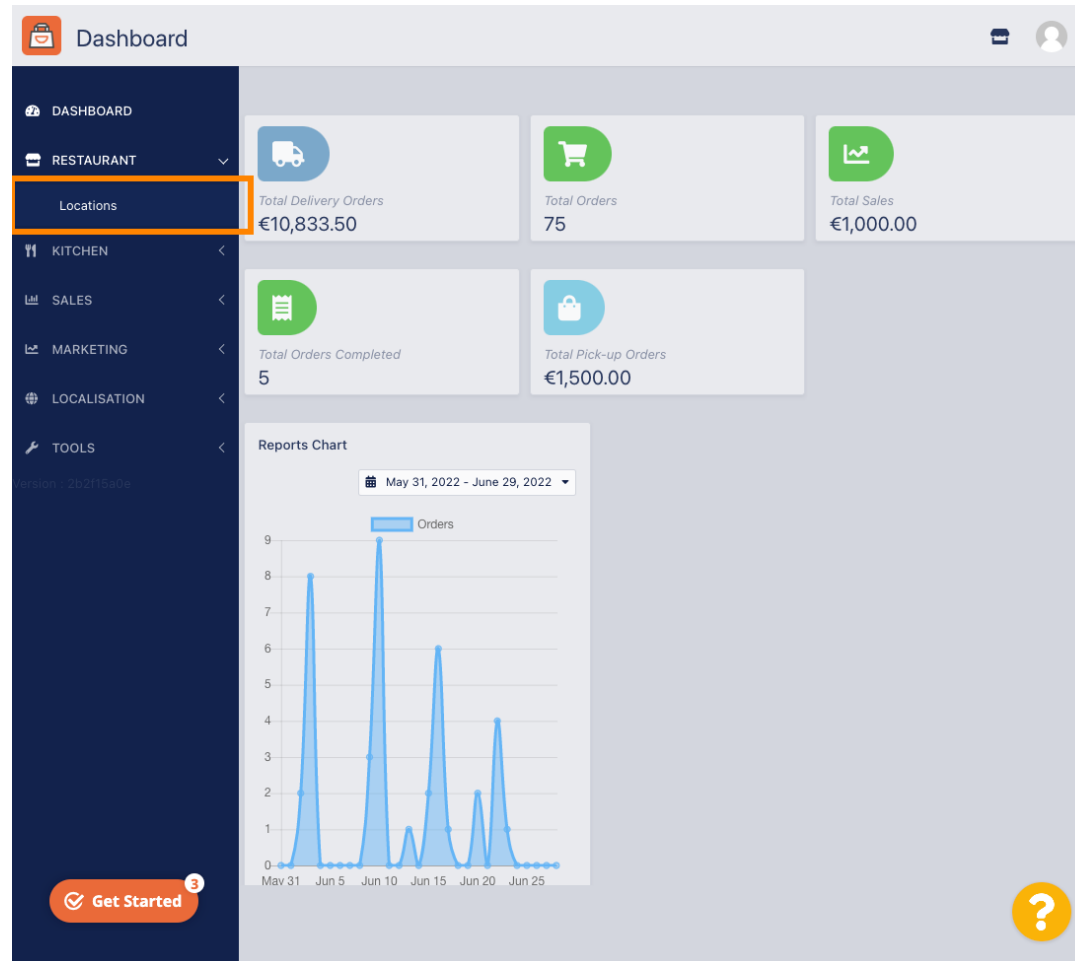 Dashboard
DASHBOARD
RESTAURANT
Locations
KITCHEN
SALES
MARKETING
LOCALISATION
TOOLS
Version : 2b2f15a0e
Get Started
3
Total Delivery Orders
€10,833.50
Total Orders
75
Total Sales
€1,000.00
Total Orders Completed
5
Total Pick-up Orders
€1,500.00
Reports Chart
May 31, 2022 - June 29, 2022
Orders
9
8
7
6
5
4
3
2
1
0
May 31 Jun 5 Jun 10 Jun 15 Jun 20 Jun 25
?